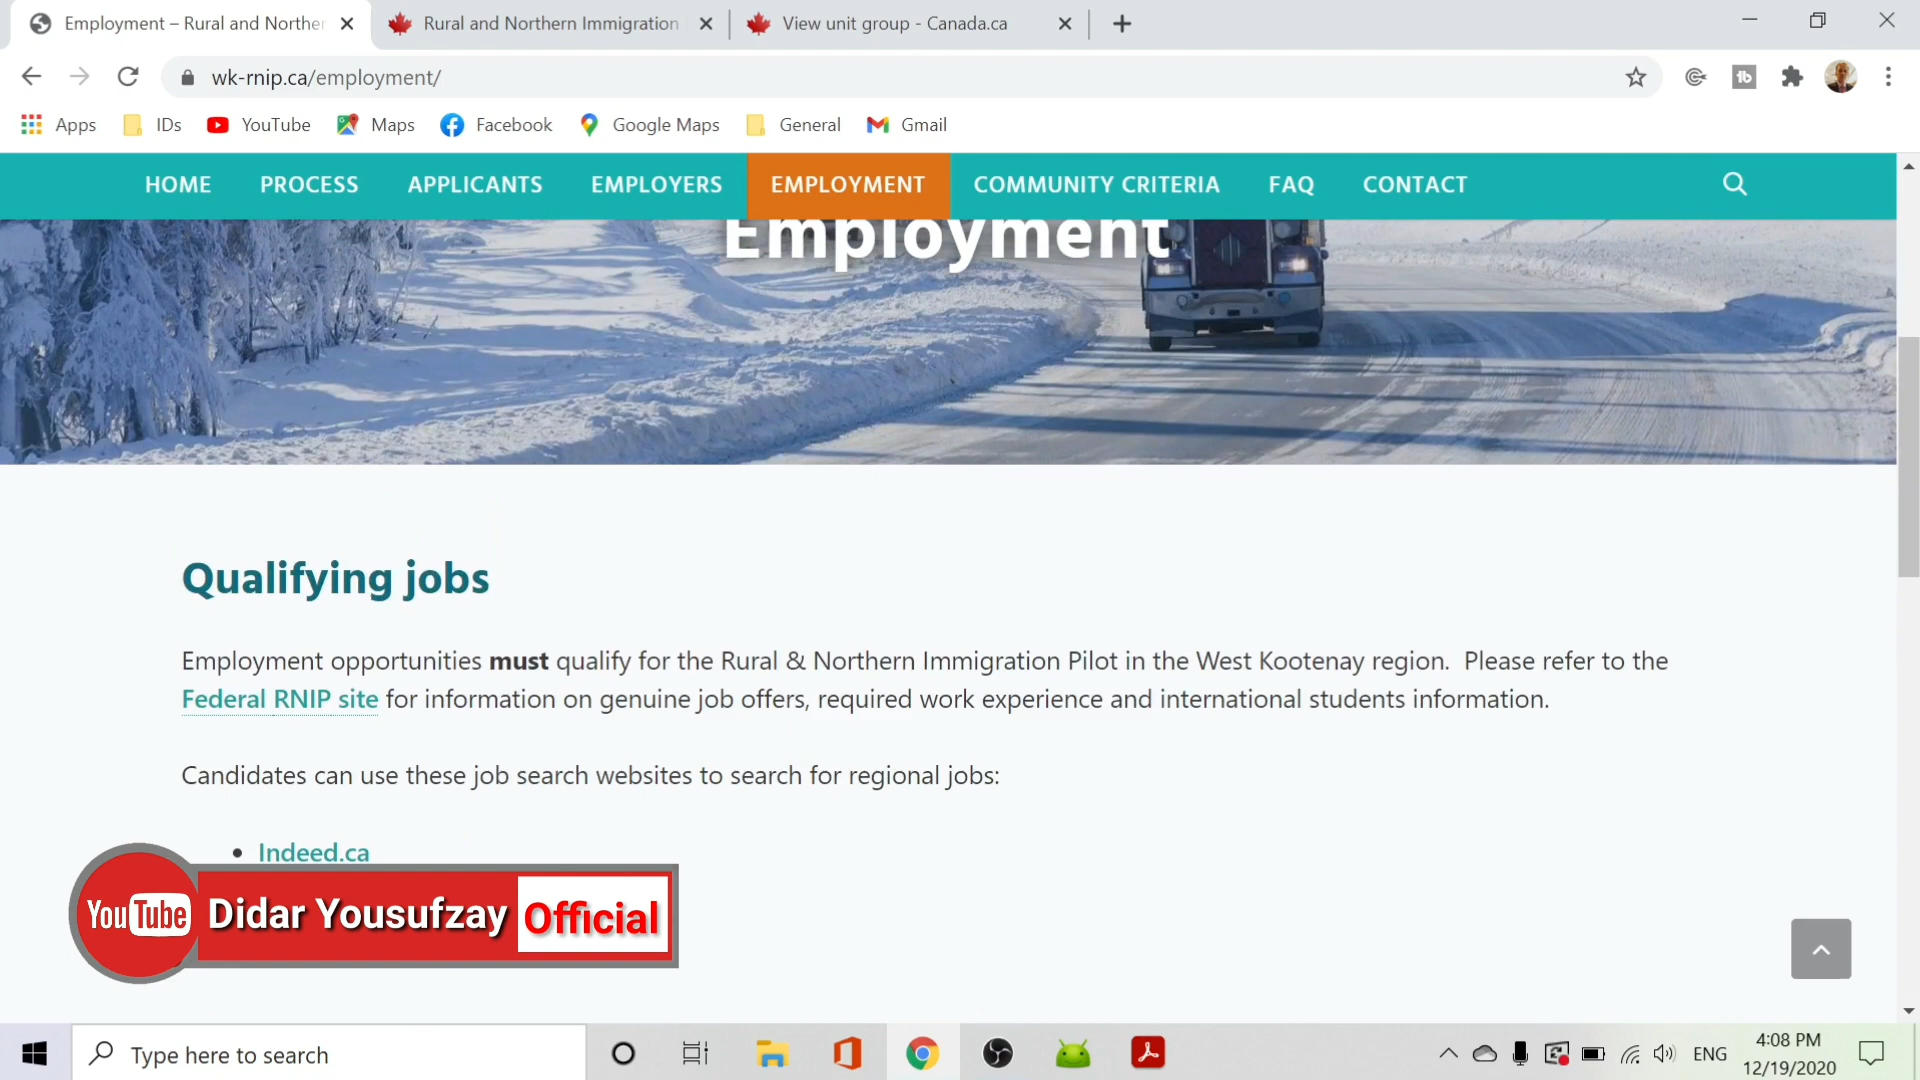 Employment – Rural and Norther
Rural and Northern Immigration
View unit group - Canada.ca
wk-rnip.ca/employment/
Apps
IDs
YouTube
Maps
Facebook
Google Maps
General
Gmail
HOME
PROCESS
APPLICANTS
EMPLOYERS
EMPLOYMENT
COMMUNITY CRITERIA
FAQ
CONTACT
Employment
Qualifying jobs
Employment opportunities must qualify for the Rural & Northern Immigration Pilot in the West Kootenay region. Please refer to the
Federal RNIP site for information on genuine job offers, required work experience and international students information.
Candidates can use these job search websites to search for regional jobs:
• Indeed.ca
YouTube Didar Yousufzay Official
Type here to search
ENG
4:08 PM
12/19/2020